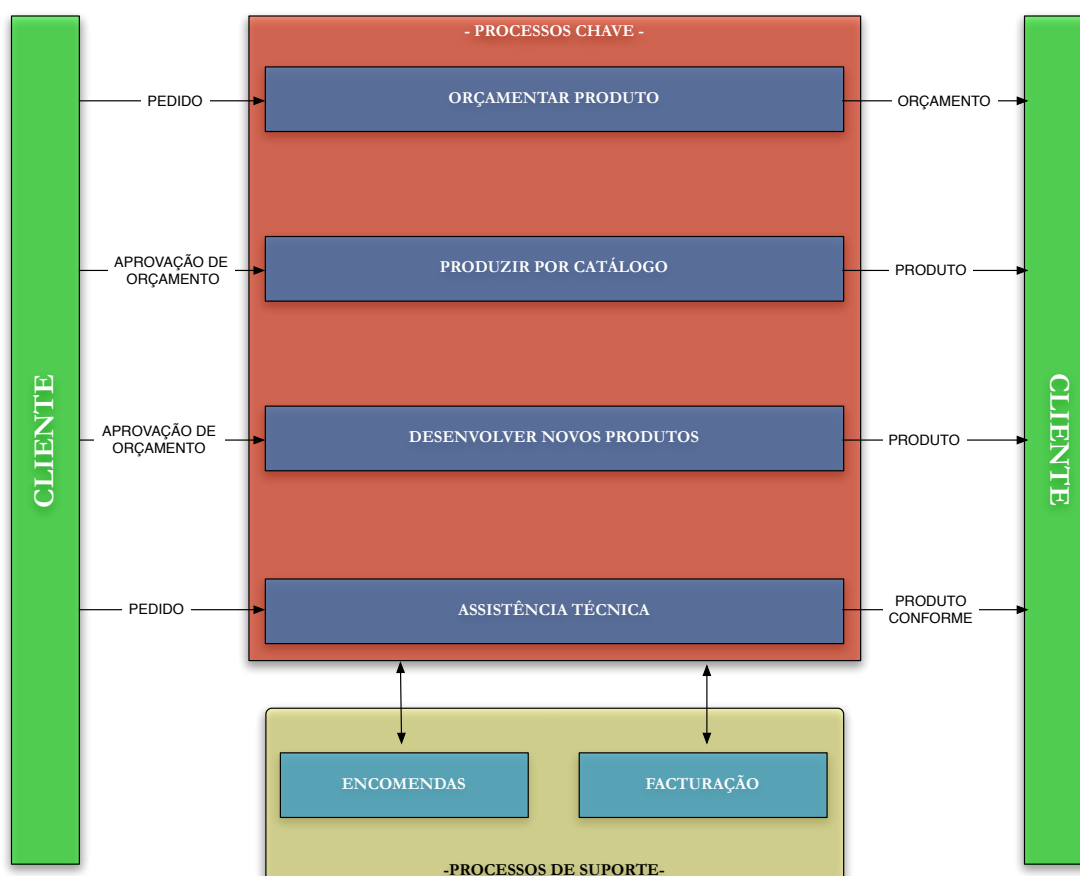 - PROCESSOS CHAVE -
PEDIDO
ORÇAMENTAR PRODUTO
ORÇAMENTO
APROVAÇÃO DE
ORÇAMENTO
PRODUZIR POR CATÁLOGO
PRODUTO
CLIENTE
CLIENTE
APROVAÇÃO DE
ORÇAMENTO
DESENVOLVER NOVOS PRODUTOS
PRODUTO
PEDIDO
ASSISTÊNCIA TÉCNICA
PRODUTO
CONFORME
ENCOMENDAS
FACTURAÇÃO
-PROCESSOS DE SUPORTE-